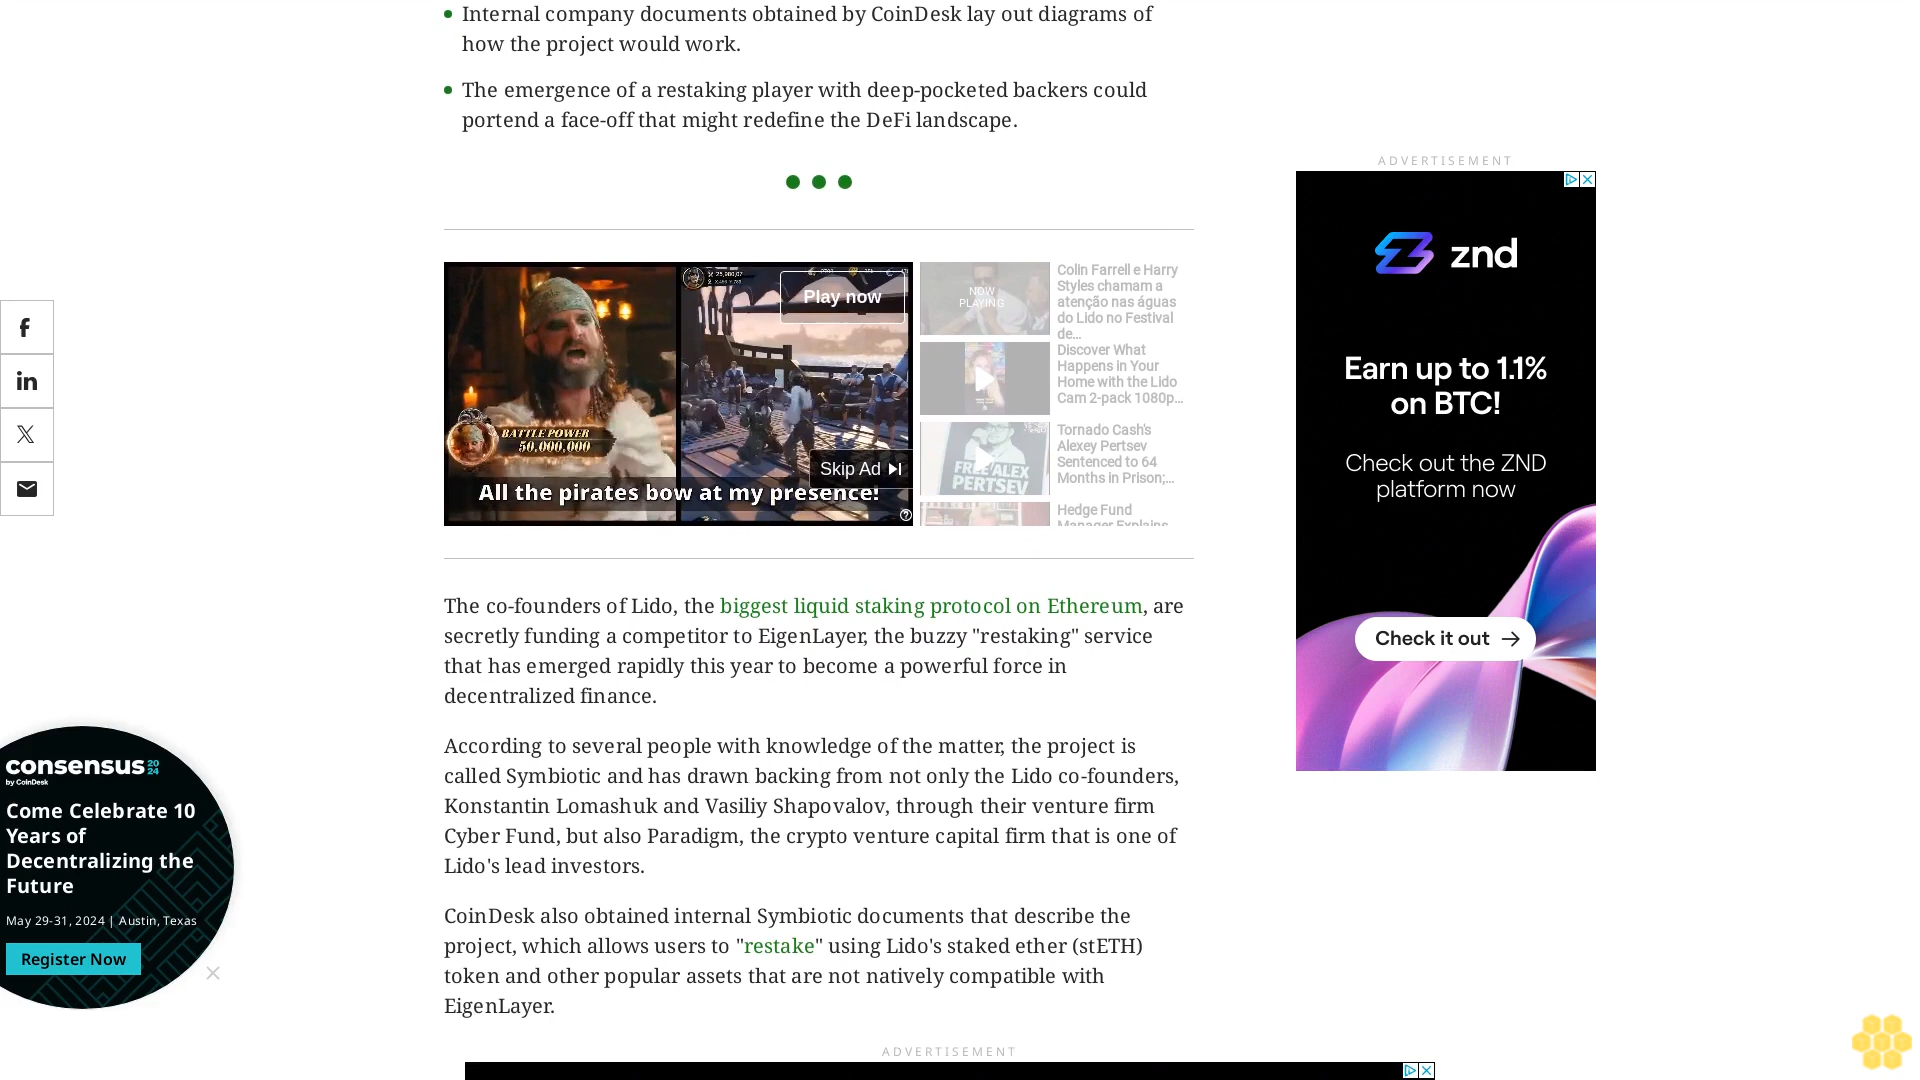 Internal company documents obtained by CoinDesk lay out diagrams of
how the project would work.
The emergence of a restaking player with deep-pocketed backers could
portend a face-off that might redefine the DeFi landscape.
Play now
BATTLE POWER
50,000,000
Skip Ad
All the pirates bow at my presence!
NOW
PLAYING
Colin Farrell e Harry
Styles chamam a
atenção nas águas
do Lido no Festival
de...
Discover What
Happens in Your
Home with the Lido
Cam 2-pack 1080p...
FREE ALEX
PERTSEV
Tornado Cash's
Alexey Pertsev
Sentenced to 64
Months in Prison;...
Hedge Fund
Manager Explains
The co-founders of Lido, the biggest liquid staking protocol on Ethereum, are
secretly funding a competitor to EigenLayer, the buzzy "restaking" service
that has emerged rapidly this year to become a powerful force in
decentralized finance.
According to several people with knowledge of the matter, the project is
called Symbiotic and has drawn backing from not only the Lido co-founders,
Konstantin Lomashuk and Vasiliy Shapovalov, through their venture firm
Cyber Fund, but also Paradigm, the crypto venture capital firm that is one of
Lido's lead investors.
CoinDesk also obtained internal Symbiotic documents that describe the
project, which allows users to "restake" using Lido's staked ether (stETH)
token and other popular assets that are not natively compatible with
EigenLayer.
ADVERTISEMENT
ADVERTISEMENT
znd
Earn up to 1.1%
on BTC!
Check out the ZND
platform now
Check it out →
consensus 2024
by CoinDesk
Come Celebrate 10
Years of
Decentralizing the
Future
May 29-31, 2024 | Austin, Texas
Register Now